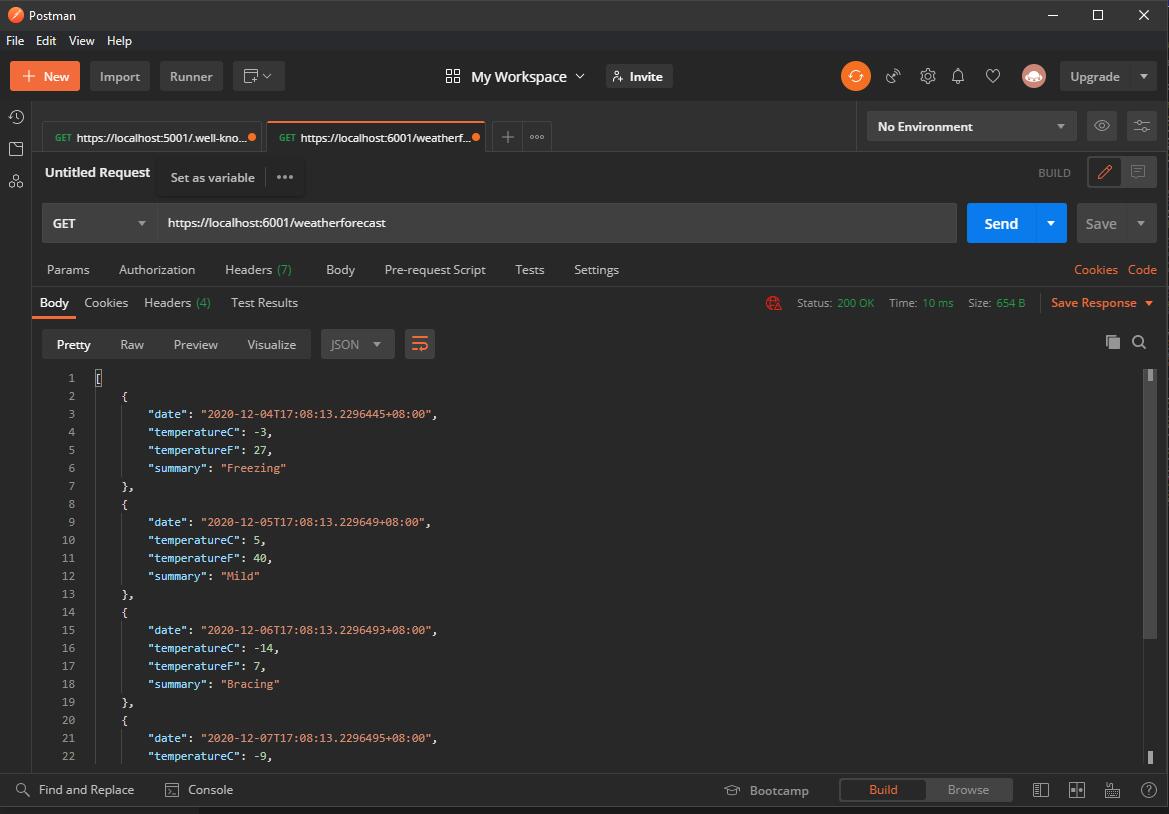 Postman
File Edit View Help
New Import Runner My Workspace Invite Upgrade
GET https://localhost:5001/.well-kno... GET https://localhost:6001/weatherf... No Environment
Untitled Request Set as variable BUILD
GET https://localhost:6001/weatherforecast Send Save
Params Authorization Headers (7) Body Pre-request Script Tests Settings Cookies Code
Body Cookies Headers (4) Test Results Status: 200 OK Time: 10 ms Size: 654 B Save Response
Pretty Raw Preview Visualize JSON
1 [
2 {
3 "date": "2020-12-04T17:08:13.2296445+08:00",
4 "temperatureC": -3,
5 "temperatureF": 27,
6 "summary": "Freezing"
7 },
8 {
9 "date": "2020-12-05T17:08:13.229649+08:00",
10 "temperatureC": 5,
11 "temperatureF": 40,
12 "summary": "Mild"
13 },
14 {
15 "date": "2020-12-06T17:08:13.2296493+08:00",
16 "temperatureC": -14,
17 "temperatureF": 7,
18 "summary": "Bracing"
19 },
20 {
21 "date": "2020-12-07T17:08:13.2296495+08:00",
22 "temperatureC": -9,
Find and Replace Console Bootcamp Build Browse